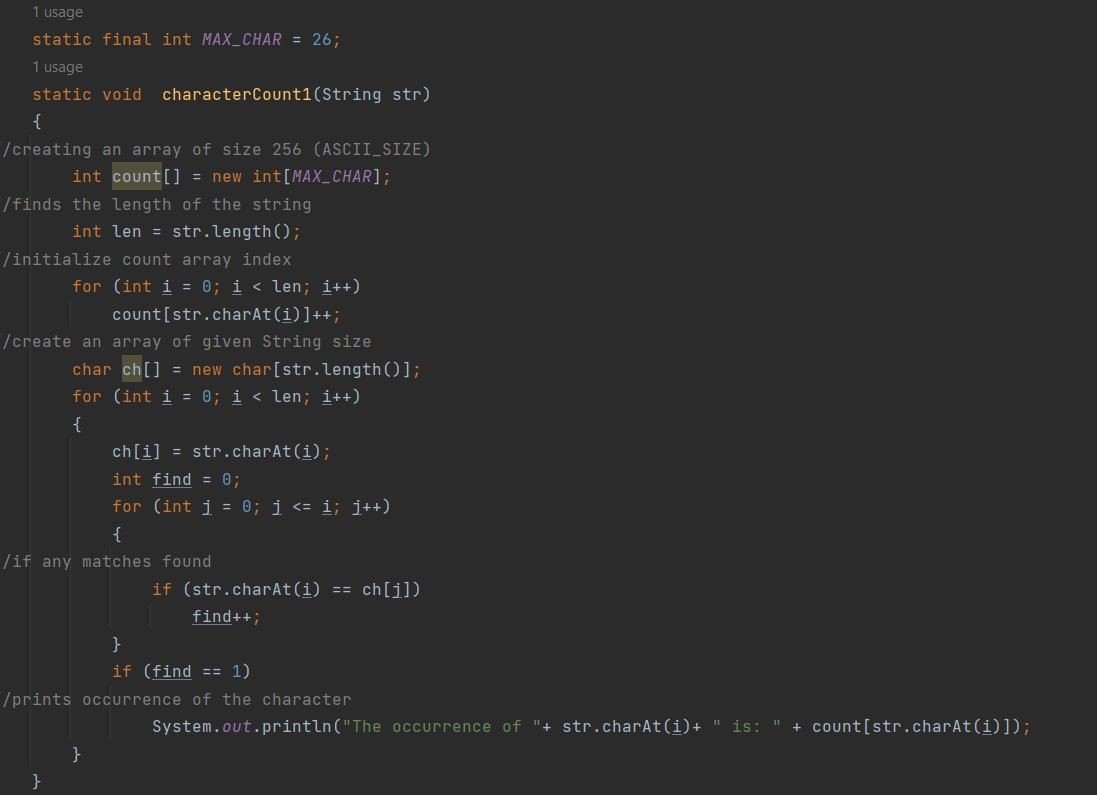 1 usage
static final int MAX_CHAR = 26;
1 usage
static void  characterCount1(String str)
{
/creating an array of size 256 (ASCII_SIZE)
int count[] = new int[MAX_CHAR];
/finds the length of the string
int len = str.length();
/initialize count array index
for (int i = 0; i < len; i++)
count[str.charAt(i)]++;
/create an array of given String size
char ch[] = new char[str.length()];
for (int i = 0; i < len; i++)
{
ch[i] = str.charAt(i);
int find = 0;
for (int j = 0; j <= i; j++)
{
/if any matches found
if (str.charAt(i) == ch[j])
find++;
}
if (find == 1)
/prints occurrence of the character
System.out.println("The occurrence of "+ str.charAt(i)+ " is: " + count[str.charAt(i)]);
}
}